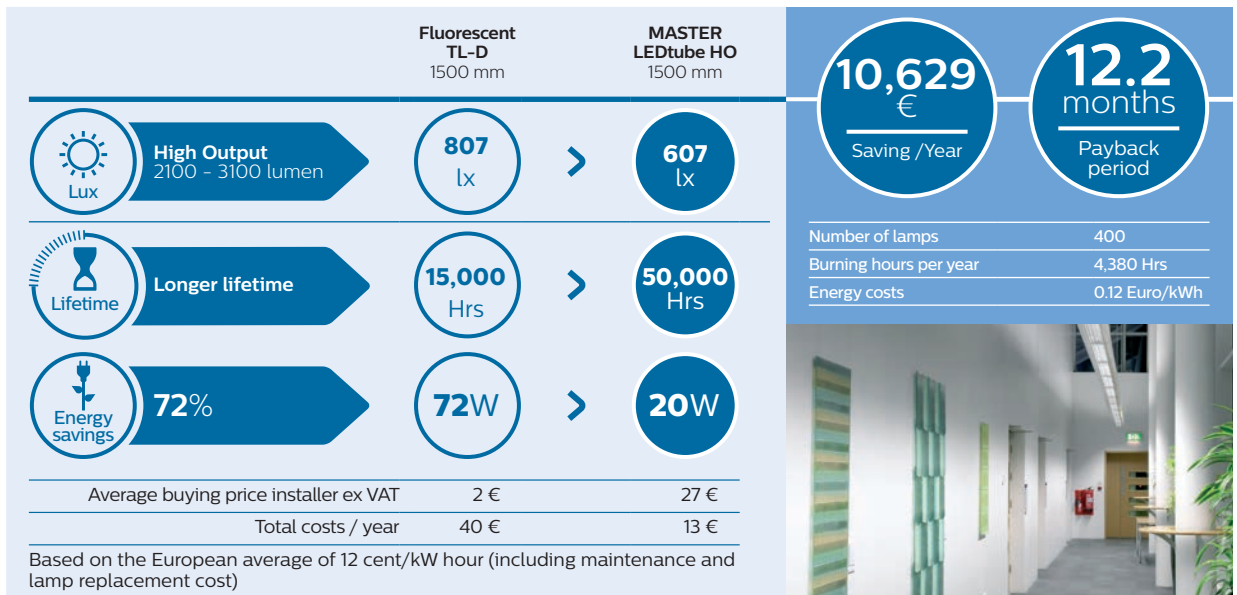 Fluorescent
TL-D
1500 mm
MASTER
LEDtube HO
1500 mm
Lux
High Output
2100 - 3100 lumen
807
lx
>
607
lx
Lifetime
Longer lifetime
15,000
Hrs
>
50,000
Hrs
Energy
savings
72%
72W
>
20W
Average buying price installer ex VAT 2 € 27 €
Total costs / year 40 € 13 €
Based on the European average of 12 cent/kW hour (including maintenance and
lamp replacement cost)
10,629
€
Saving /Year
12.2
months
Payback
period
Number of lamps 400
Burning hours per year 4,380 Hrs
Energy costs 0.12 Euro/kWh